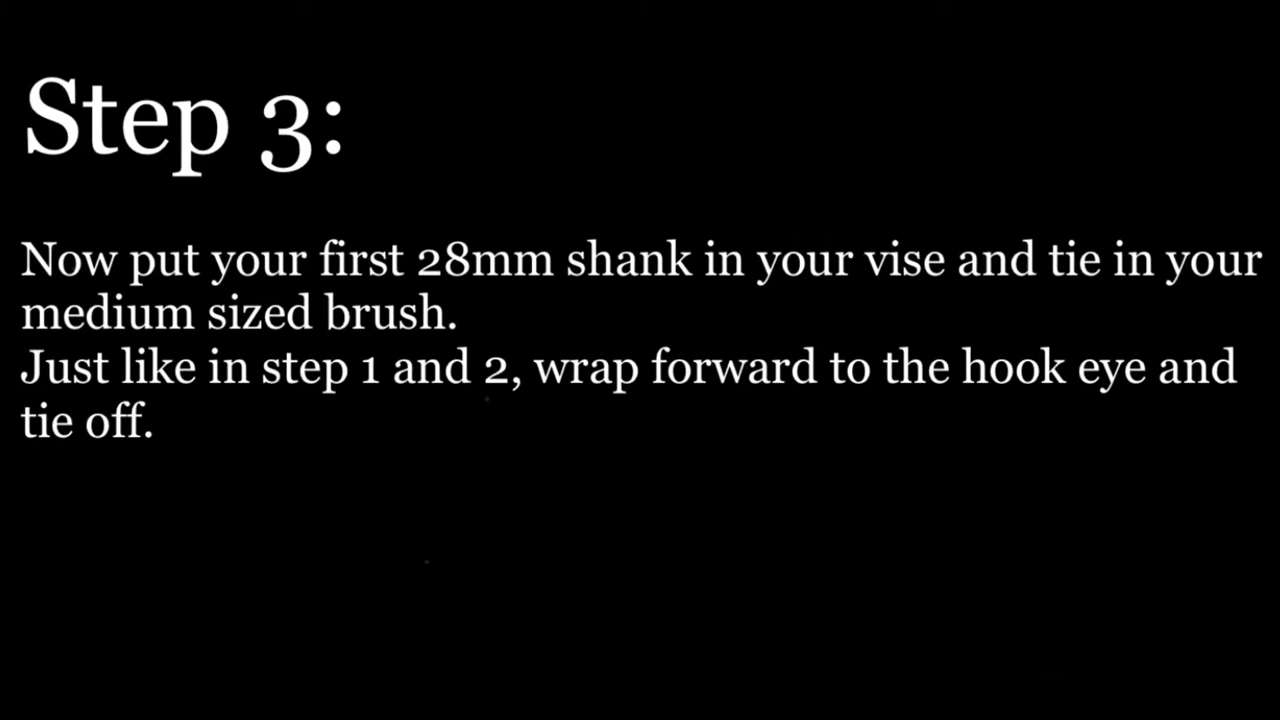 Step 3:
Now put your first 28mm shank in your vise and tie in your
medium sized brush.
Just like in step 1 and 2, wrap forward to the hook eye and
tie off.